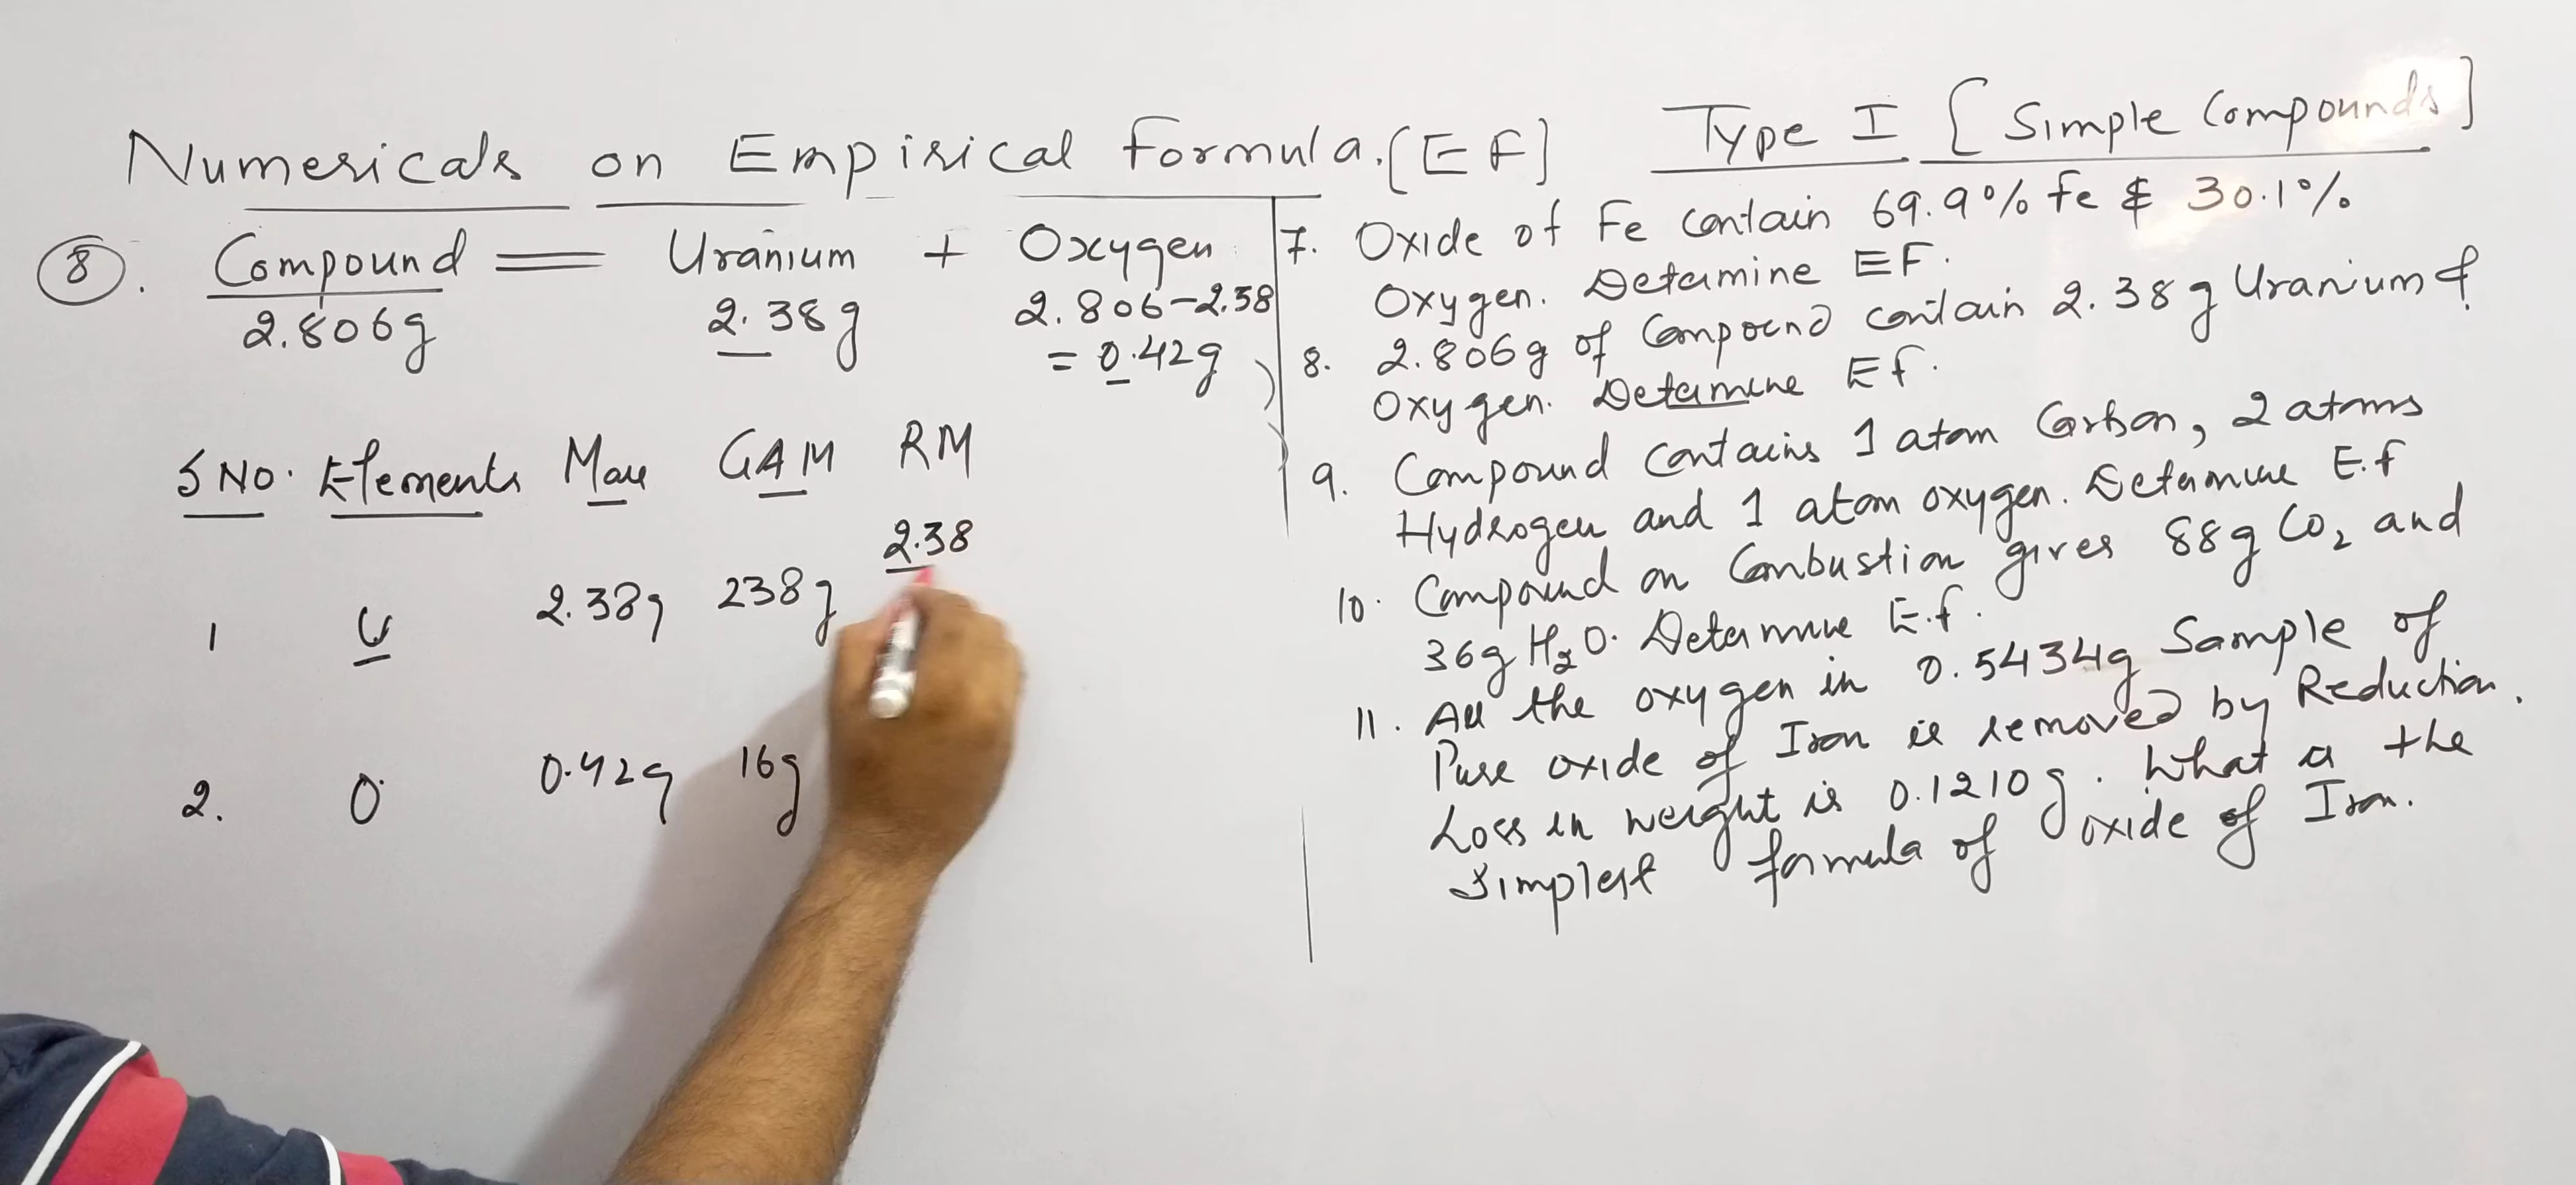 Numericals on Empirical Formula. [EF]
Type I [Simple Compounds]
8. Compound = Uranium + Oxygen
2.806g 2.38g 2.806-2.38
= 0.42g
S NO. Elements Mass GAM RM
2.38
1 U 2.38g 238g
2. O 0.42g 16g
7. Oxide of Fe contain 69.9% Fe & 30.1%
Oxygen. Determine EF.
8. 2.806g of Compound contain 2.38g Uranium &
Oxygen. Determine EF.
9. Compound Contains 1 atom Carbon, 2 atoms
Hydrogen and 1 atom oxygen. Determine E.f
10. Compound on Combustion gives 88g CO₂ and
36g H₂O. Determine E.f.
11. All the oxygen in 0.5434g Sample of
Pure oxide of Iron is removed by Reduction.
Loss in weight is 0.1210g. What is the
Simplest formula of oxide of Iron.